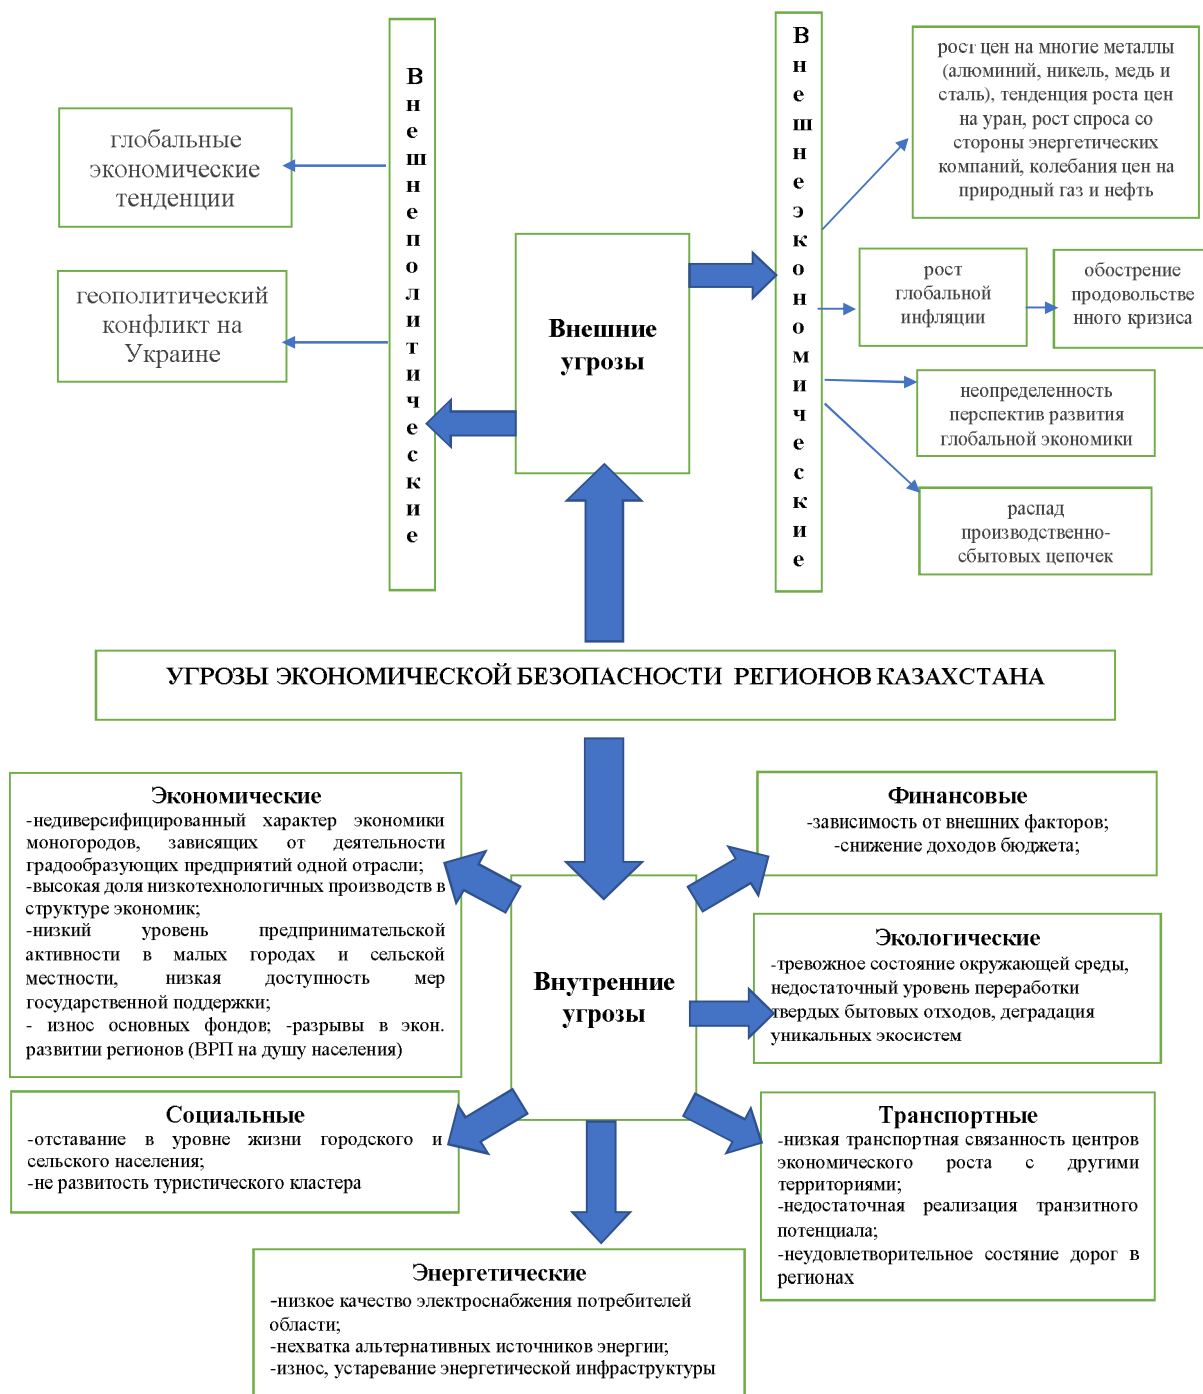 глобальные
экономические
тенденции
геополитический
конфликт на
Украине
Внешнеполитические
Внешние
угрозы
Внешнеэкономические
рост цен на многие металлы
(алюминий, никель, медь и
сталь), тенденция роста цен
на уран, рост спроса со
стороны энергетических
компаний, колебания цен на
природный газ и нефть
рост
глобальной
инфляции
обострение
продовольстве
нного кризиса
неопределенность
перспектив развития
глобальной экономики
распад
производственно-
сбытовых цепочек
УГРОЗЫ ЭКОНОМИЧЕСКОЙ БЕЗОПАСНОСТИ РЕГИОНОВ КАЗАХСТАНА
Экономические
-недиверсифицированный характер экономики
моногородов, зависящих от деятельности
градообразующих предприятий одной отрасли;
-высокая доля низкотехнологичных производств в
структуре экономик;
-низкий уровень предпринимательской
активности в малых городах и сельской
местности, низкая доступность мер
государственной поддержки;
- износ основных фондов; -разрывы в экон.
развитии регионов (ВРП на душу населения)
Социальные
-отставание в уровне жизни городского и
сельского населения;
-не развитость туристического кластера
Внутренние
угрозы
Финансовые
-зависимость от внешних факторов;
-снижение доходов бюджета;
Экологические
-тревожное состояние окружающей среды,
недостаточный уровень переработки
твердых бытовых отходов, деградация
уникальных экосистем
Транспортные
-низкая транспортная связанность центров
экономического роста с другими
территориями;
-недостаточная реализация транзитного
потенциала;
-неудовлетворительное состяние дорог в
регионах
Энергетические
-низкое качество электроснабжения потребителей
области;
-нехватка альтернативных источников энергии;
-износ, устаревание энергетической инфраструктуры